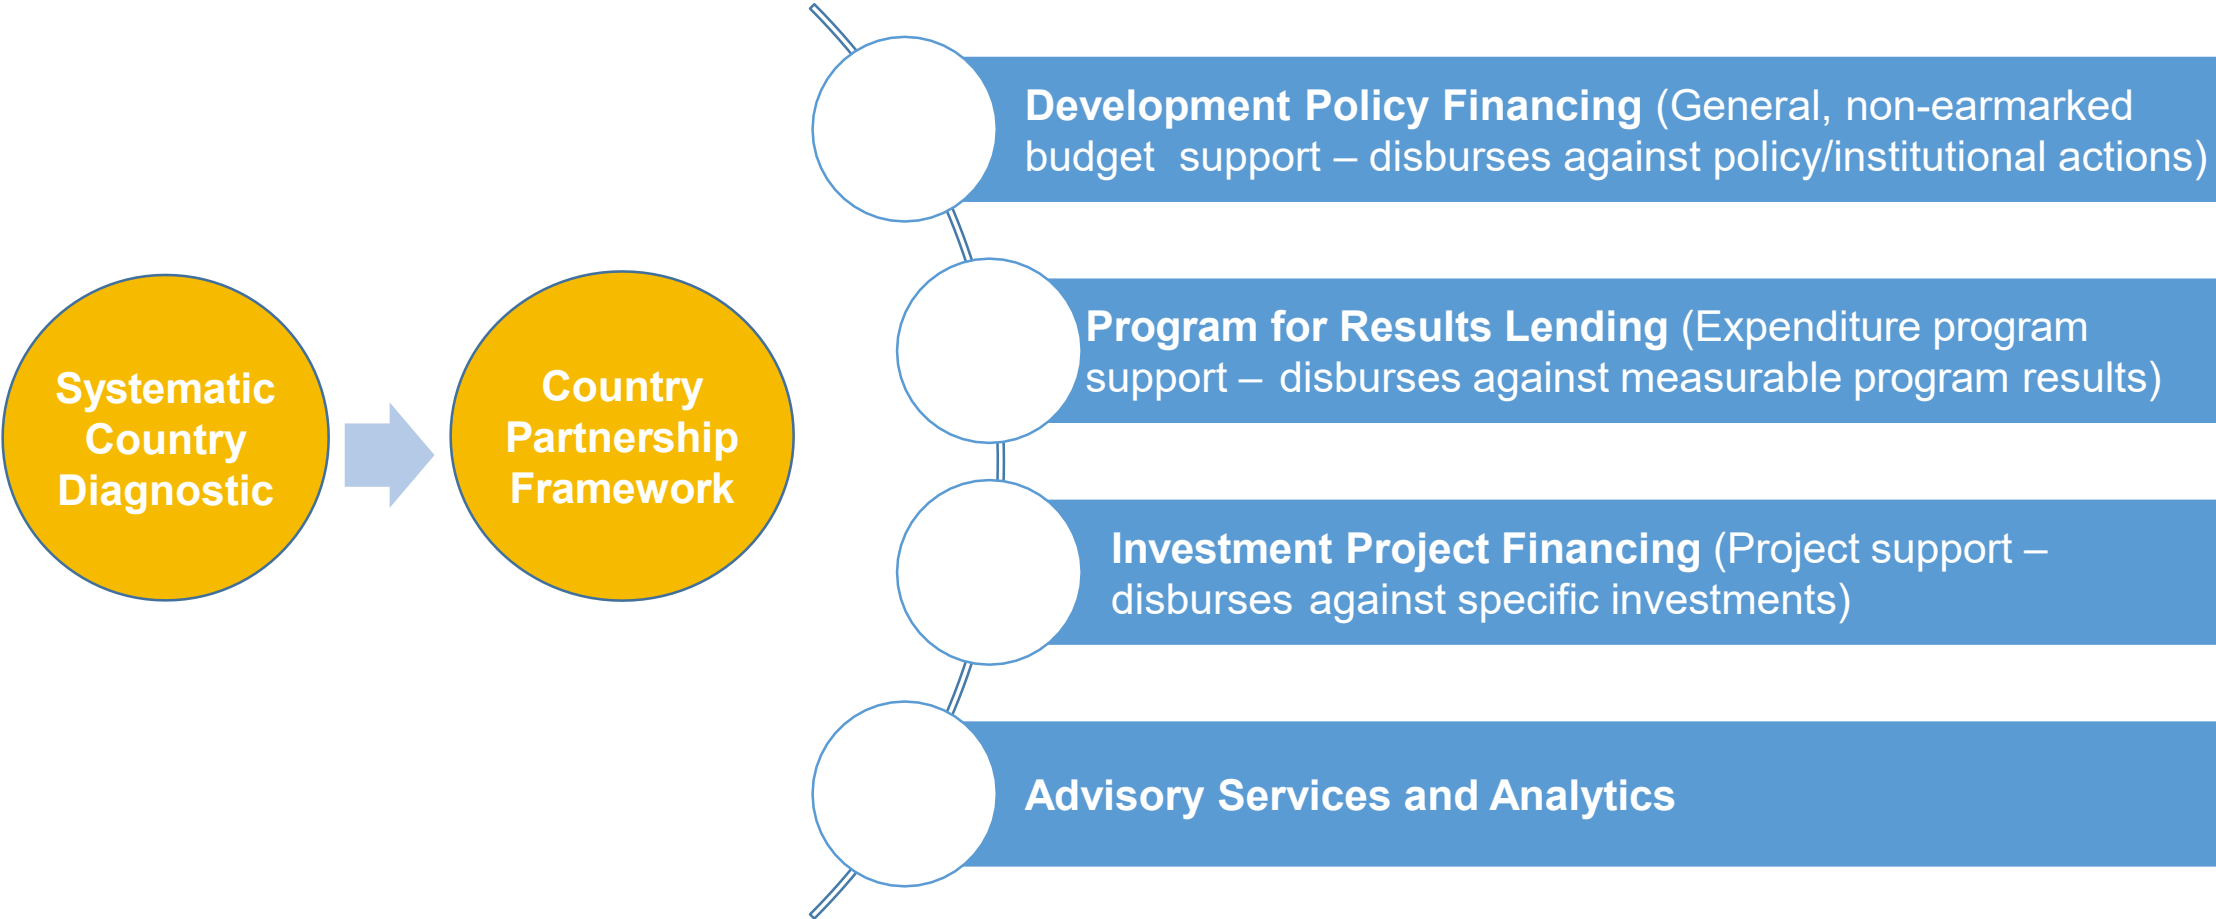 Systematic
Country
Diagnostic
Country
Partnership
Framework
Development Policy Financing (General, non-earmarked
budget support – disburses against policy/institutional actions)
Program for Results Lending (Expenditure program
support – disburses against measurable program results)
Investment Project Financing (Project support –
disburses against specific investments)
Advisory Services and Analytics